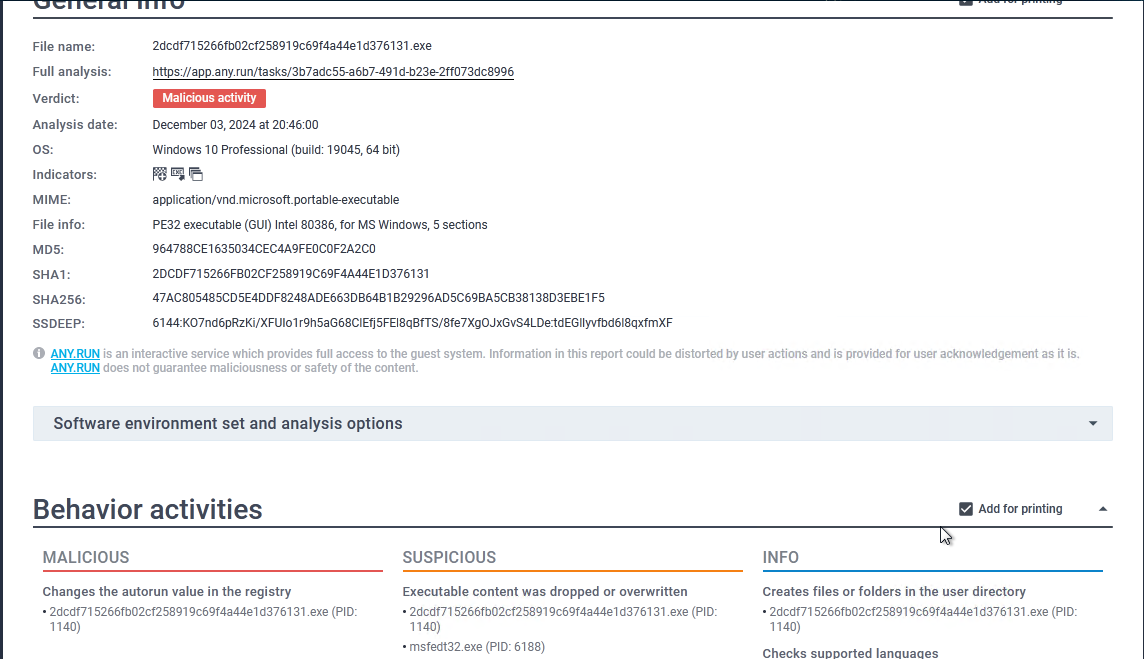 General Info
Add for printing
File name: 2dcdf715266fb02cf258919c69f4a44e1d376131.exe
Full analysis: https://app.any.run/tasks/3b7adc55-a6b7-491d-b23e-2ff073dc8996
Verdict: Malicious activity
Analysis date: December 03, 2024 at 20:46:00
OS: Windows 10 Professional (build: 19045, 64 bit)
Indicators:
MIME: application/vnd.microsoft.portable-executable
File info: PE32 executable (GUI) Intel 80386, for MS Windows, 5 sections
MD5: 964788CE1635034CEC4A9FE0C0F2A2C0
SHA1: 2DCDF715266FB02CF258919C69F4A44E1D376131
SHA256: 47AC805485CD5E4DDF8248ADE663DB64B1B29296AD5C69BA5CB38138D3EBE1F5
SSDEEP: 6144:KO7nd6pRzKi/XFUIo1r9h5aG68ClEfj5FEl8qBfTS/8fe7XgOJxGvS4LDe:tdEGIlyvfbd6l8qxfmXF
ANY.RUN is an interactive service which provides full access to the guest system. Information in this report could be distorted by user actions and is provided for user acknowledgement as it is.
ANY.RUN does not guarantee maliciousness or safety of the content.
Software environment set and analysis options
Behavior activities
Add for printing
MALICIOUS
Changes the autorun value in the registry
• 2dcdf715266fb02cf258919c69f4a44e1d376131.exe (PID:
1140)
SUSPICIOUS
Executable content was dropped or overwritten
• 2dcdf715266fb02cf258919c69f4a44e1d376131.exe (PID:
1140)
• msfedt32.exe (PID: 6188)
INFO
Creates files or folders in the user directory
• 2dcdf715266fb02cf258919c69f4a44e1d376131.exe (PID:
1140)
Checks supported languages